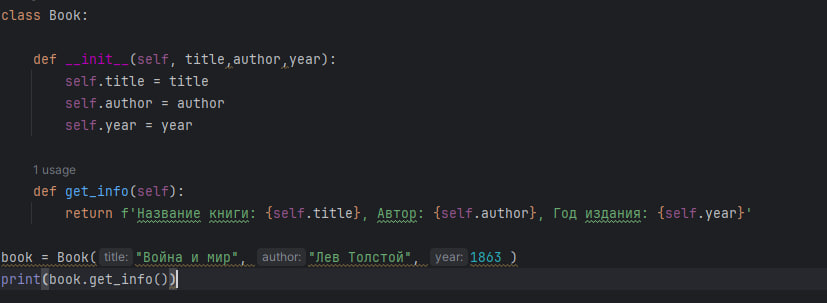 class Book:
def __init__(self, title,author,year):
self.title = title
self.author = author
self.year = year
1 usage
def get_info(self):
return f'Название книги: {self.title}, Автор: {self.author}, Год издания: {self.year}'
book = Book( title: "Война и мир", author: "Лев Толстой", year: 1863 )
print(book.get_info())